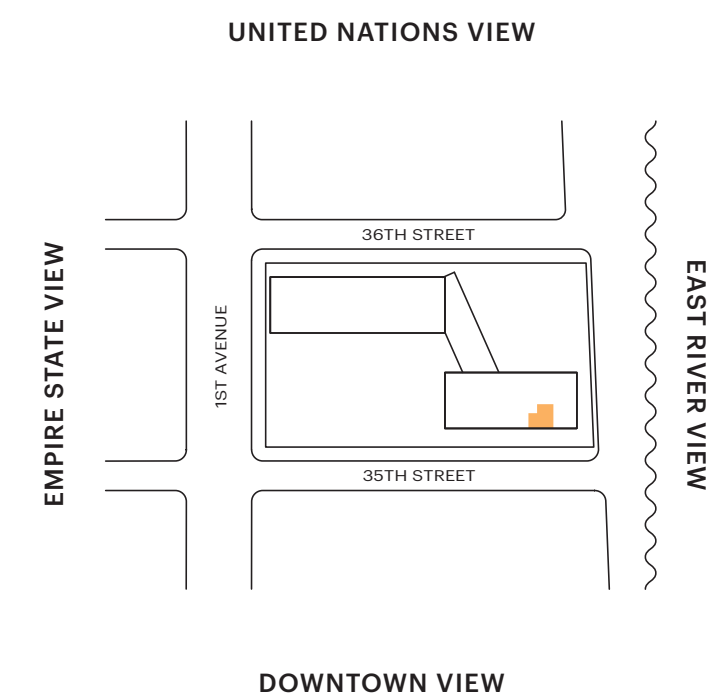 UNITED NATIONS VIEW
36TH STREET
EMPIRE STATE VIEW
1ST AVENUE
EAST RIVER VIEW
35TH STREET
DOWNTOWN VIEW